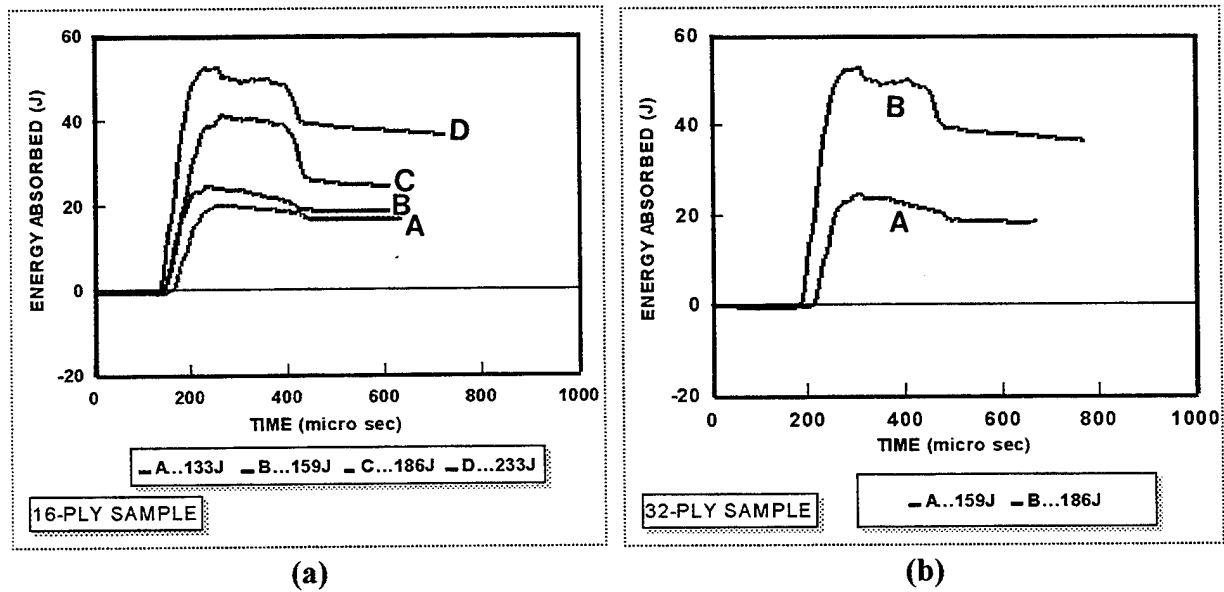 60
40
20
0
-20
ENERGY ABSORBED (J)
D
C
B
A
0 200 400 600 800 1000
TIME (micro sec)
A...133J B...159J C...186J D...233J
16-PLY SAMPLE
(a)
60
40
20
0
-20
ENERGY ABSORBED (J)
B
A
0 200 400 600 800 1000
TIME (micro sec)
A...159J B...186J
32-PLY SAMPLE
(b)